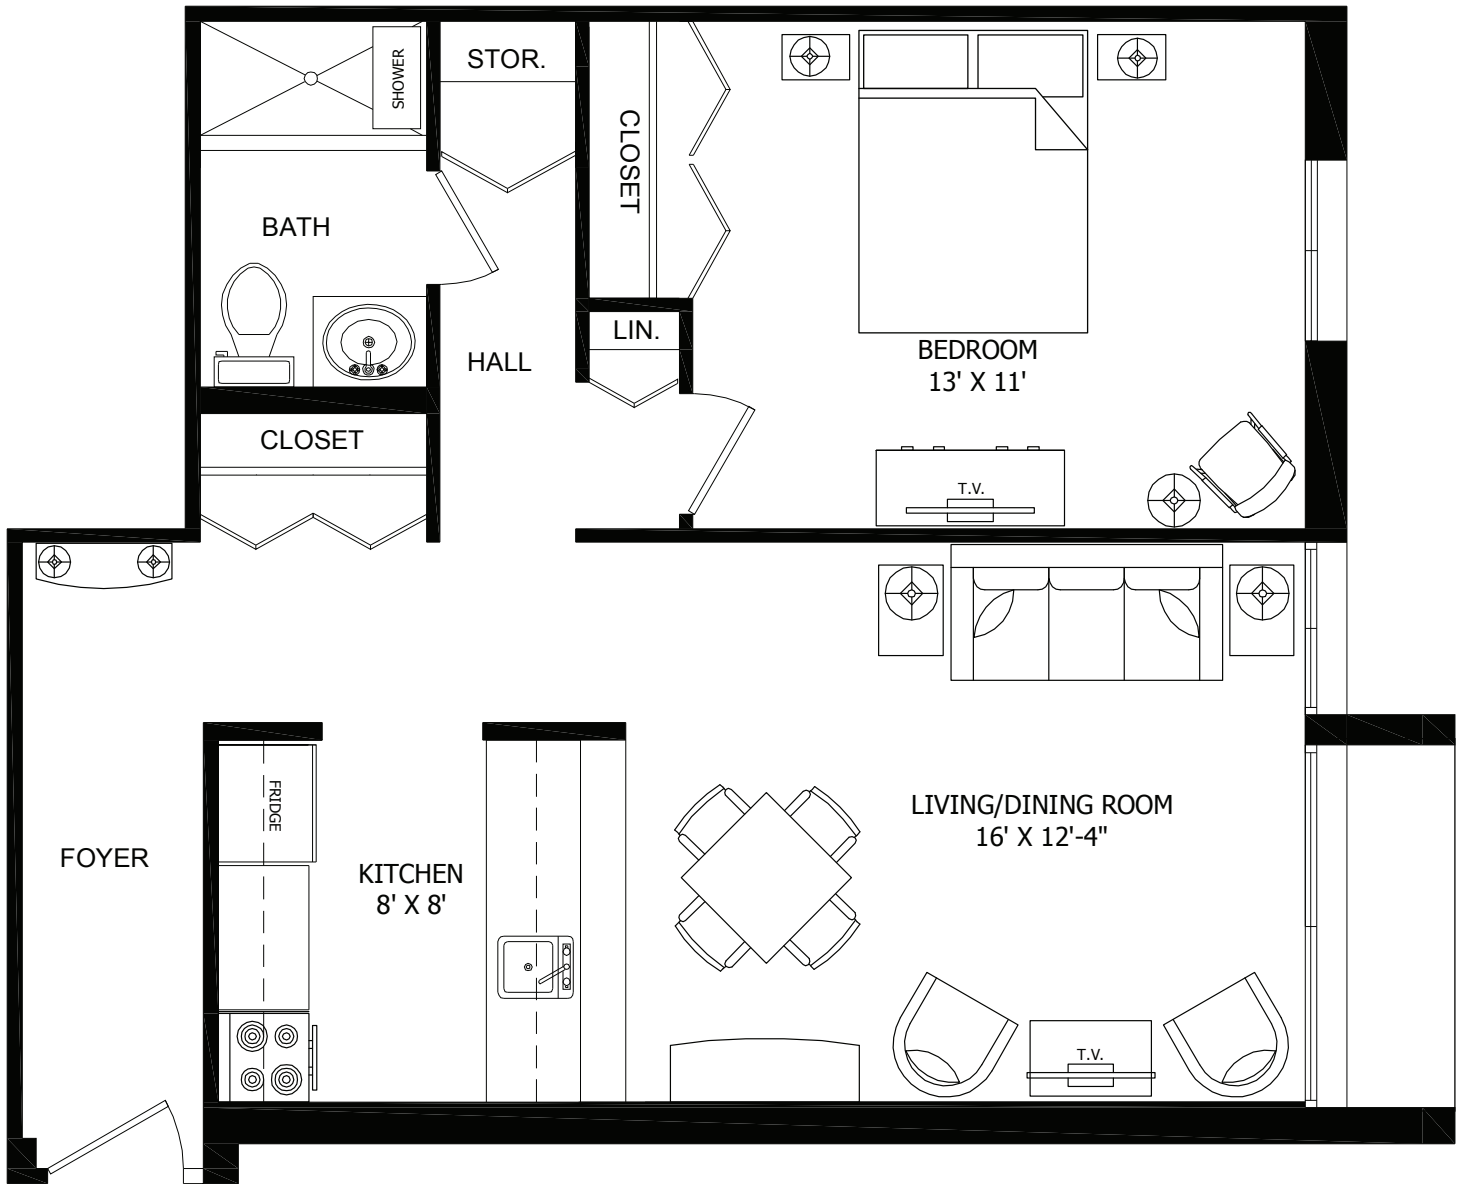 SHOWER
STOR.
CLOSET
BATH
LIN.
HALL
BEDROOM
13' X 11'
CLOSET
T.V.
FRIDGE
LIVING/DINING ROOM
16' X 12'-4"
FOYER
KITCHEN
8' X 8'
T.V.